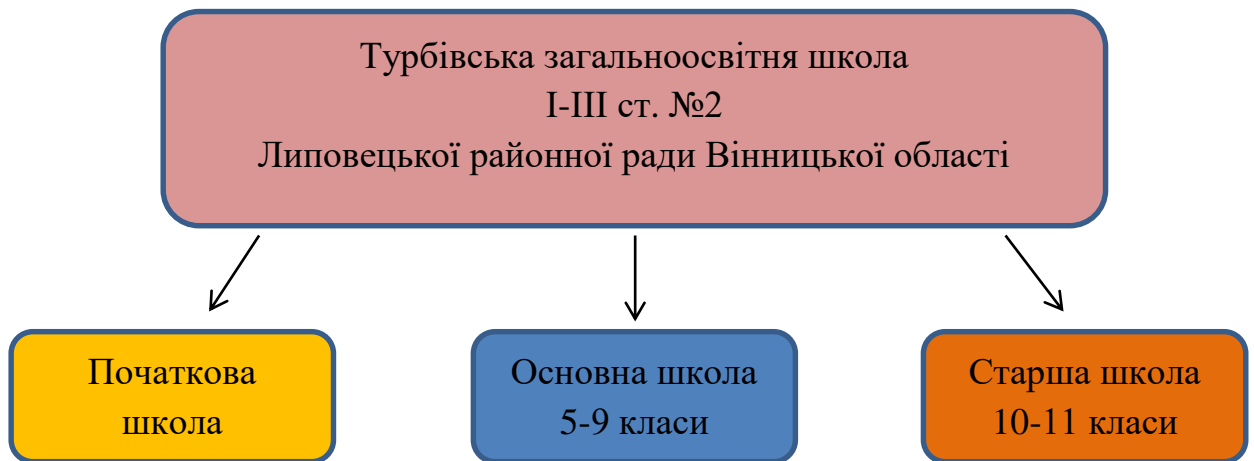 Турбівська загальноосвітня школа
І-ІІІ ст. №2
Липовецької районної ради Вінницької області
Початкова
школа
Основна школа
5-9 класи
Старша школа
10-11 класи